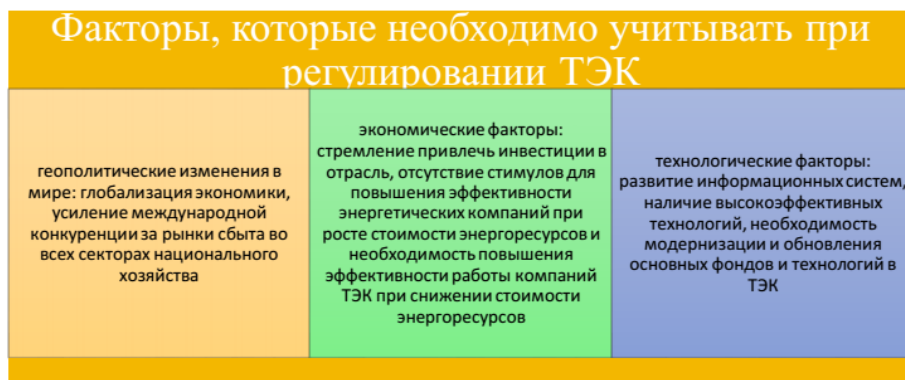 Факторы, которые необходимо учитывать при
регулировании ТЭК
геополитические изменения в
мире: глобализация экономики,
усиление международной
конкуренции за рынки сбыта во
всех секторах национального
хозяйства
экономические факторы:
стремление привлечь инвестиции в
отрасль, отсутствие стимулов для
повышения эффективности
энергетических компаний при
росте стоимости энергоресурсов и
необходимость повышения
эффективности работы компаний
ТЭК при снижении стоимости
энергоресурсов
технологические факторы:
развитие информационных систем,
наличие высокоэффективных
технологий, необходимость
модернизации и обновления
основных фондов и технологий в
ТЭК